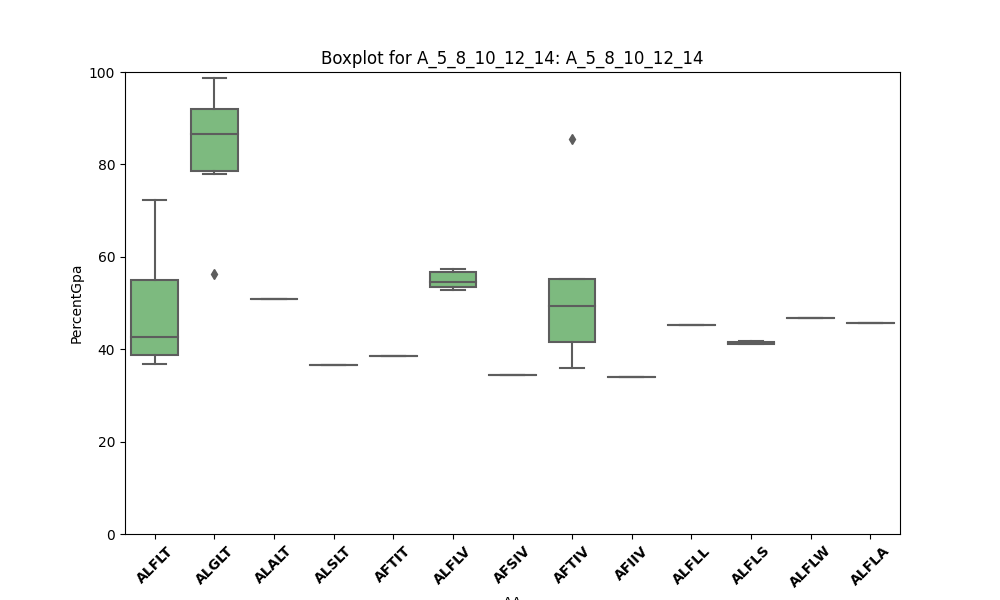 Boxplot for A_5_8_10_12_14: A_5_8_10_12_14
PercentGpa
100
80
60
40
20
0
ALFLT
ALGLT
ALALT
ALSLT
AFTIT
ALFLV
AFSIV
AFTIV
AFIIV
ALFLL
ALFLS
ALFLW
ALFLA